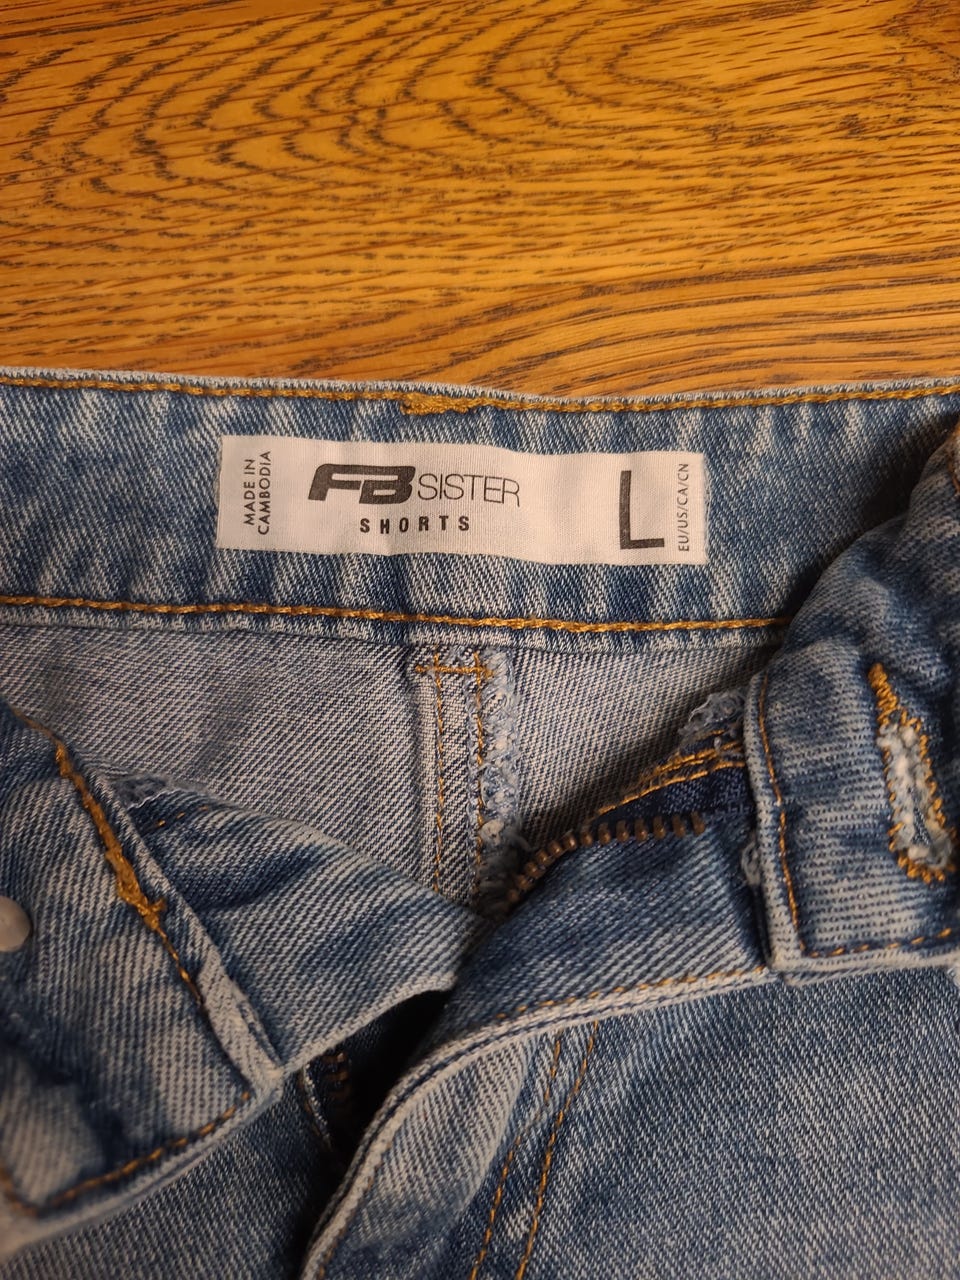 MADE IN
CAMBODIA
FB SISTER
SHORTS
L
EU/US/CA/CN